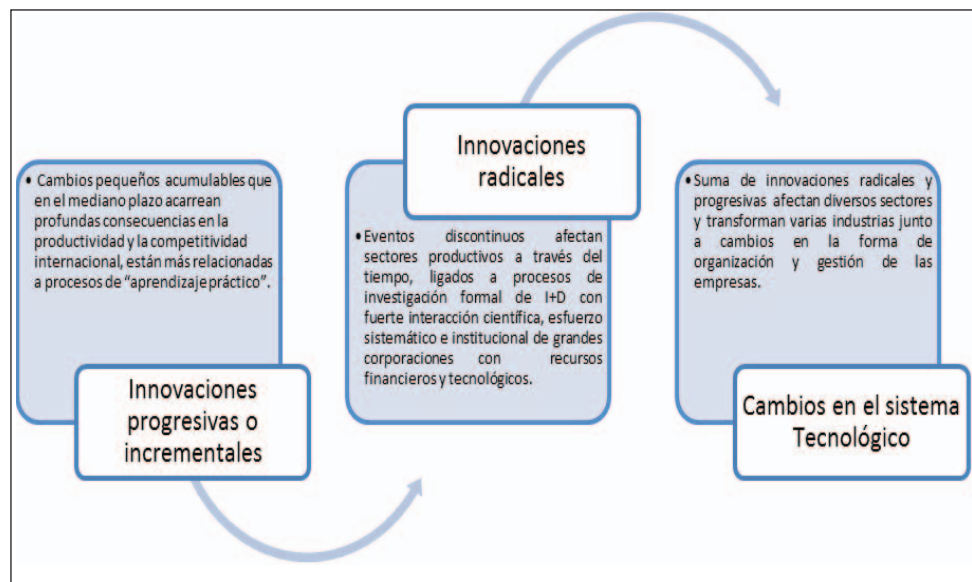 • Cambios pequeños acumulables que
en el mediano plazo acarrean
profundas consecuencias en la
productividad y la competitividad
internacional, están más relacionadas
a procesos de “aprendizaje práctico”.
Innovaciones
progresivas o
incrementales
Innovaciones
radicales
• Eventos discontinuos afectan
sectores productivos a través del
tiempo, ligados a procesos de
investigación formal de I+D con
fuerte interacción científica, esfuerzo
sistemático e institucional de grandes
corporaciones con recursos
financieros y tecnológicos.
• Suma de innovaciones radicales y
progresivas afectan diversos sectores
y transforman varias industrias junto
a cambios en la forma de
organización y gestión de las
empresas.
Cambios en el sistema
Tecnológico